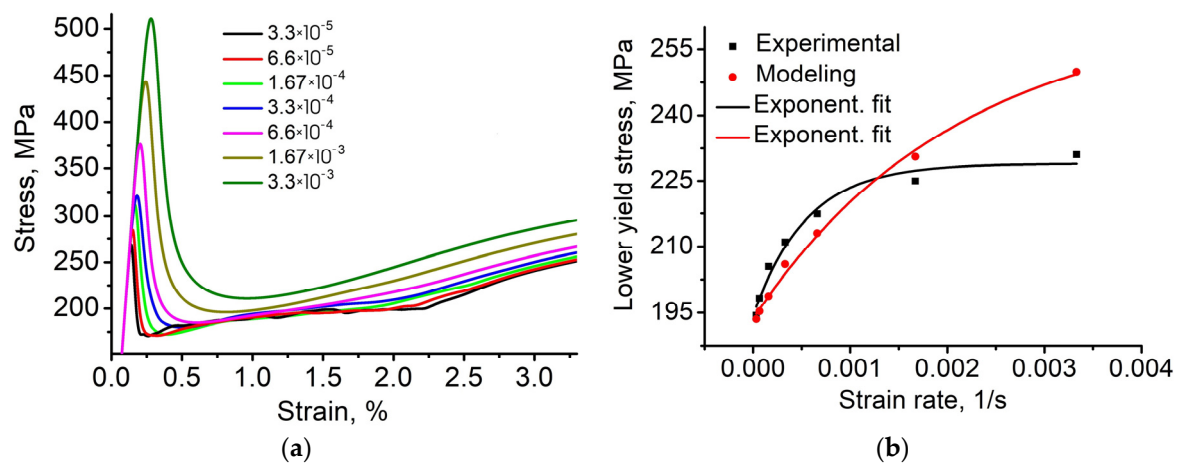 (a)
Stress, MPa
500
450
400
350
300
250
200
3.3×10⁻⁵
6.6×10⁻⁵
1.67×10⁻⁴
3.3×10⁻⁴
6.6×10⁻⁴
1.67×10⁻³
3.3×10⁻³
0.0 0.5 1.0 1.5 2.0 2.5 3.0
Strain, %
(a)
Lower yield stress, MPa
255
240
225
210
195
Experimental
Modeling
Exponent. fit
Exponent. fit
0.000 0.001 0.002 0.003 0.004
Strain rate, 1/s
(b)